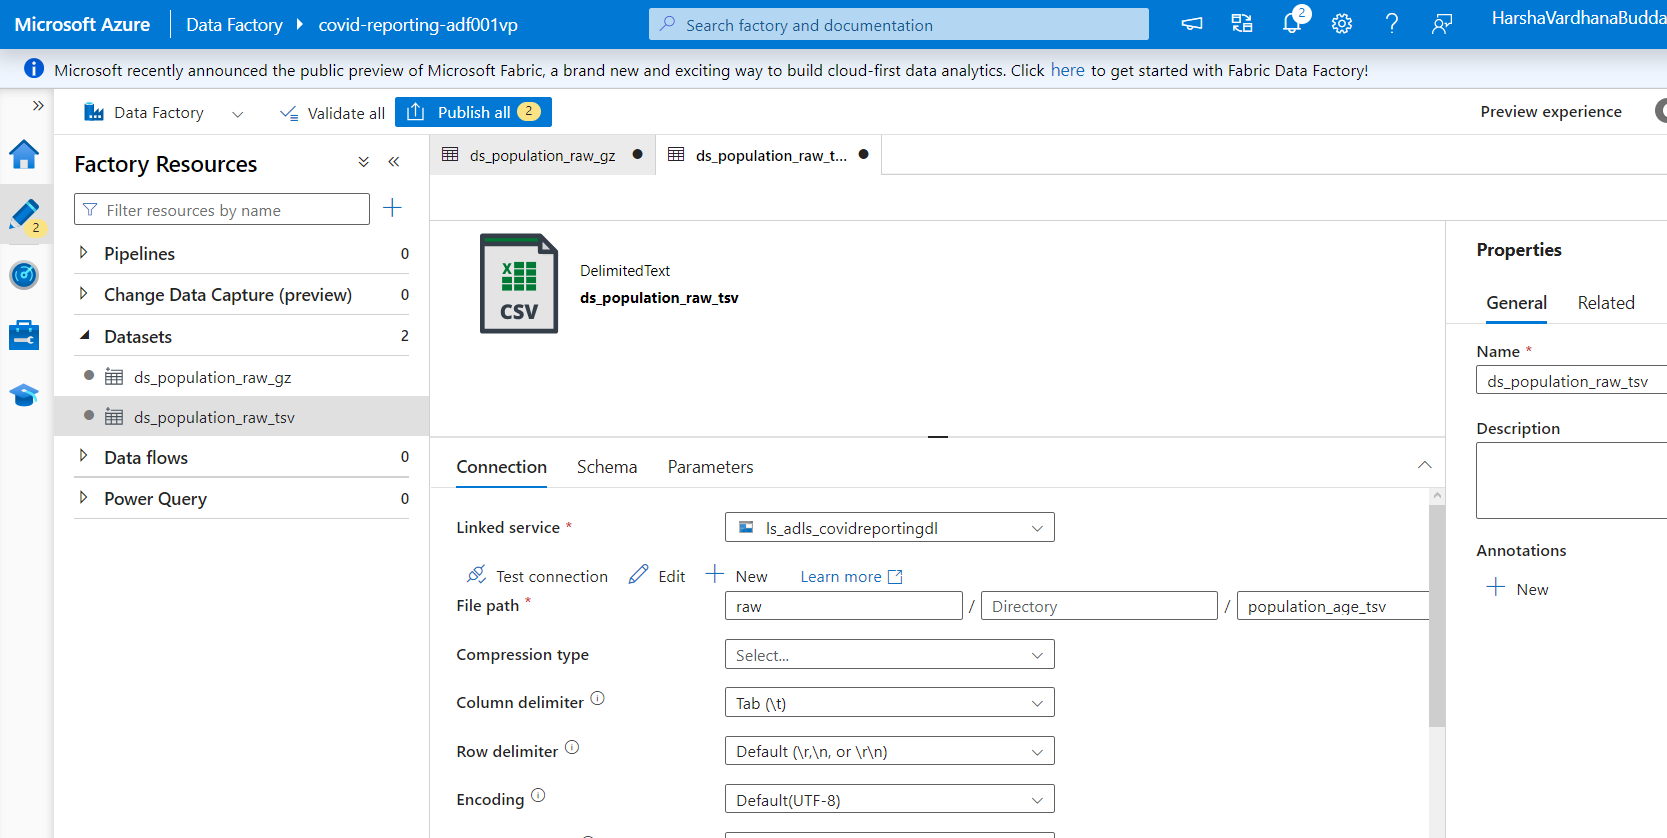 Microsoft Azure
Data Factory
covid-reporting-adf001vp
Search factory and documentation
2
HarshaVardhanaBudda
Microsoft recently announced the public preview of Microsoft Fabric, a brand new and exciting way to build cloud-first data analytics. Click here to get started with Fabric Data Factory!
Data Factory
Validate all
Publish all 2
Preview experience
Factory Resources
Filter resources by name
2
Pipelines 0
Change Data Capture (preview) 0
Datasets 2
ds_population_raw_gz
ds_population_raw_tsv
Data flows 0
Power Query 0
ds_population_raw_gz
ds_population_raw_t...
CSV
DelimitedText
ds_population_raw_tsv
Connection
Schema
Parameters
Linked service *
ls_adls_covidreportingdl
Test connection
Edit
New
Learn more
File path *
raw / Directory / population_age_tsv
Compression type
Select...
Column delimiter
Tab (\t)
Row delimiter
Default (\r,\n, or \r\n)
Encoding
Default(UTF-8)
Properties
General
Related
Name *
ds_population_raw_tsv
Description
Annotations
New